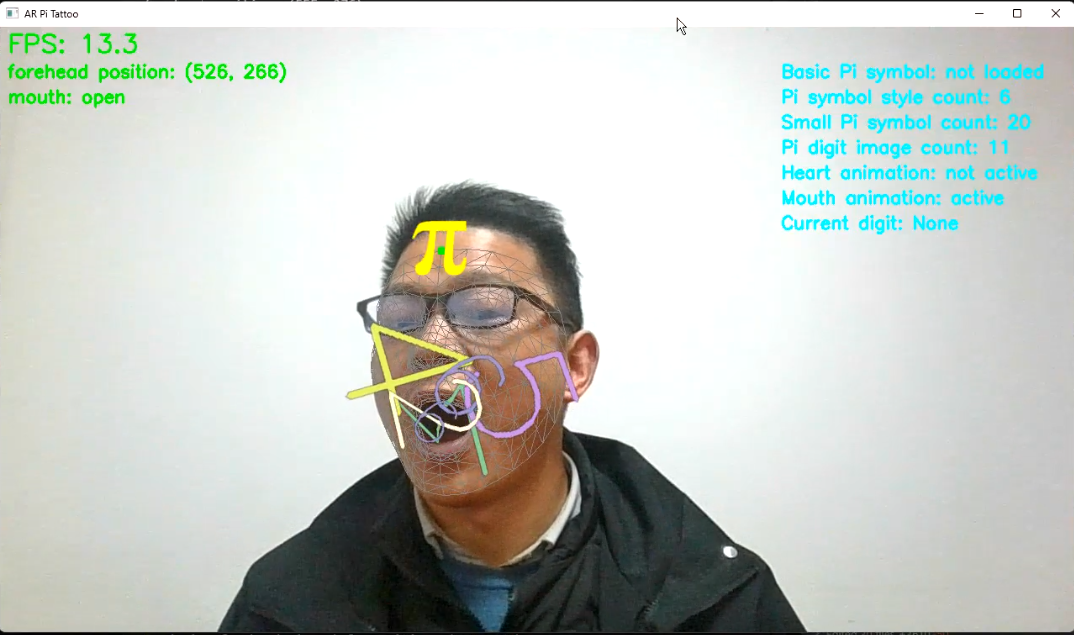 AR Pi Tattoo
FPS: 13.3
forehead position: (526, 266)
mouth: open
Basic Pi symbol: not loaded
Pi symbol style count: 6
Small Pi symbol count: 20
Pi digit image count: 11
Heart animation: not active
Mouth animation: active
Current digit: None
π
4
5